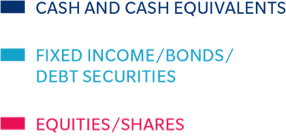 CASH AND CASH EQUIVALENTS
FIXED INCOME/BONDS/
DEBT SECURITIES
EQUITIES/SHARES